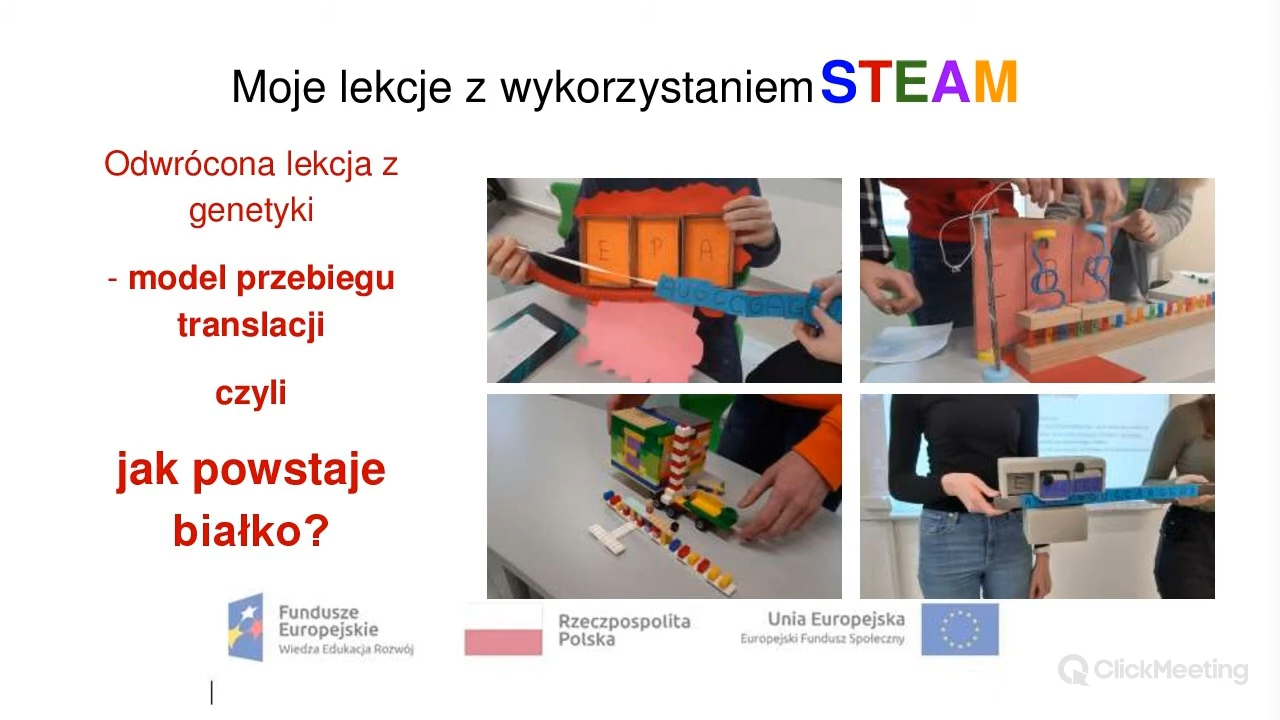 Moje lekcje z wykorzystaniem STEAM
Odwrócona lekcja z
genetyki
- model przebiegu
translacji
czyli
jak powstaje
białko?
E P A
AUGCCGAG
E
Fundusze
Europejskie
Wiedza Edukacja Rozwój
Rzeczpospolita
Polska
Unia Europejska
Europejski Fundusz Społeczny
ClickMeeting